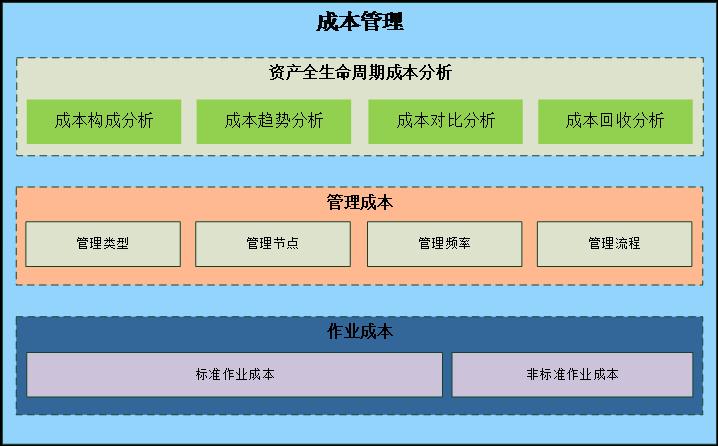 成本管理
资产全生命周期成本分析
成本构成分析
成本趋势分析
成本对比分析
成本回收分析
管理成本
管理类型
管理节点
管理频率
管理流程
作业成本
标准作业成本
非标准作业成本